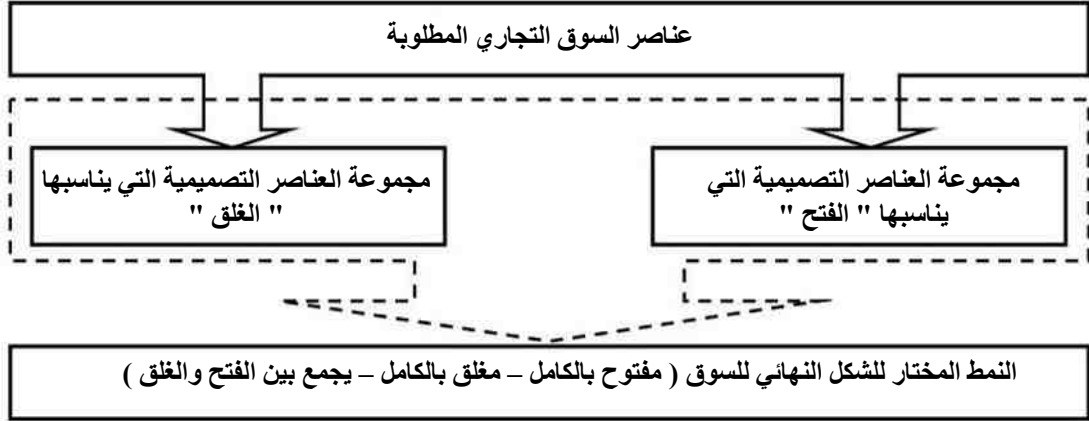 عناصر السوق التجاري المطلوبة
مجموعة العناصر التصميمية التي
يناسبها " الفتح "
مجموعة العناصر التصميمية التي يناسبها
" الغلق "
النمط المختار للشكل النهائي للسوق ( مفتوح بالكامل – مغلق بالكامل – يجمع بين الفتح والغلق )